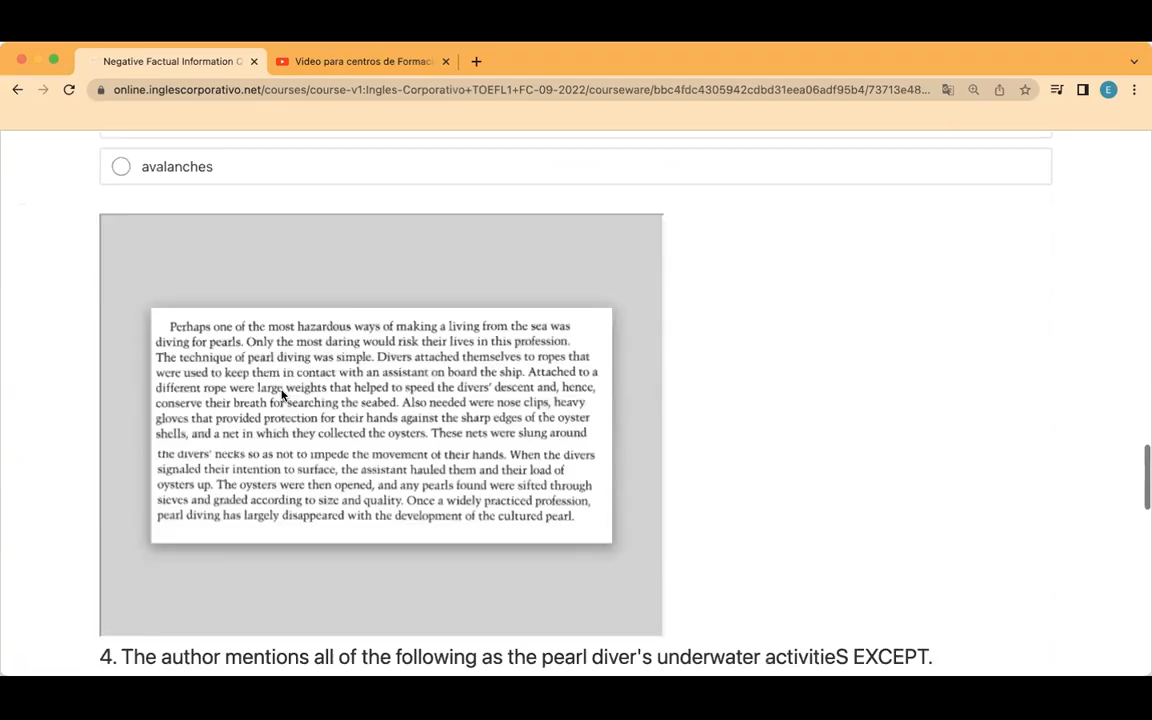 Negative Factual Information C
Video para centros de Formaci
online.inglescorporativo.net/courses/course-v1:Ingles-Corporativo+TOEFL1+FC-09-2022/courseware/bbc4fdc4305942cdbd31eea06adf95b4/73713e48...
E
avalanches
Perhaps one of the most hazardous ways of making a living from the sea was
diving for pearls. Only the most daring would risk their lives in this profession.
The technique of pearl diving was simple. Divers attached themselves to ropes that
were used to keep them in contact with an assistant on board the ship. Attached to a
different rope were large weights that helped to speed the divers' descent and, hence,
conserve their breath for searching the seabed. Also needed were nose clips, heavy
gloves that provided protection for their hands against the sharp edges of the oyster
shells, and a net in which they collected the oysters. These nets were slung around
the divers' necks so as not to impede the movement of their hands. When the divers
signaled their intention to surface, the assistant hauled them and their load of
oysters up. The oysters were then opened, and any pearls found were sifted through
sieves and graded according to size and quality. Once a widely practiced profession,
pearl diving has largely disappeared with the development of the cultured pearl.
4. The author mentions all of the following as the pearl diver's underwater activitieS EXCEPT.